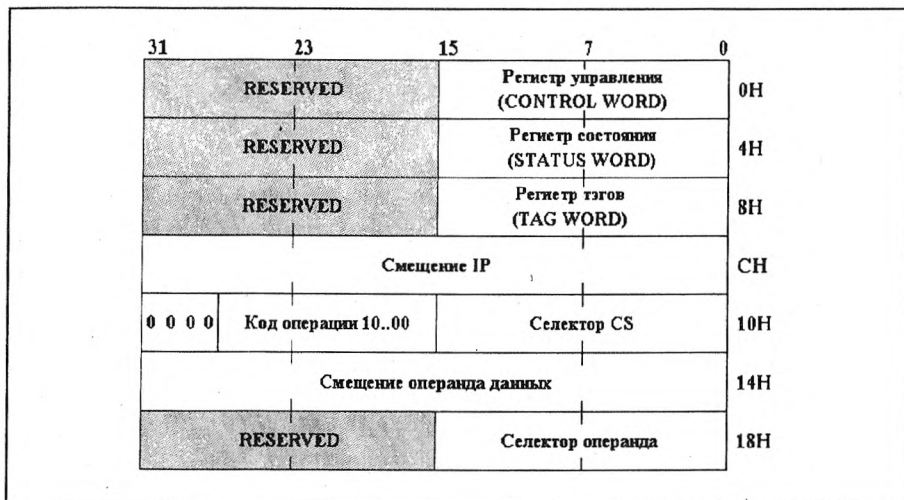 31 23 15 7 0
RESERVED Регистр управления 0H
(CONTROL WORD)
RESERVED Регистр состояния 4H
(STATUS WORD)
RESERVED Регистр тэгов 8H
(TAG WORD)
Смещение IP CH
0 0 0 0 Код операции 10..00 Селектор CS 10H
Смещение операнда данных 14H
RESERVED Селектор операнда 18H